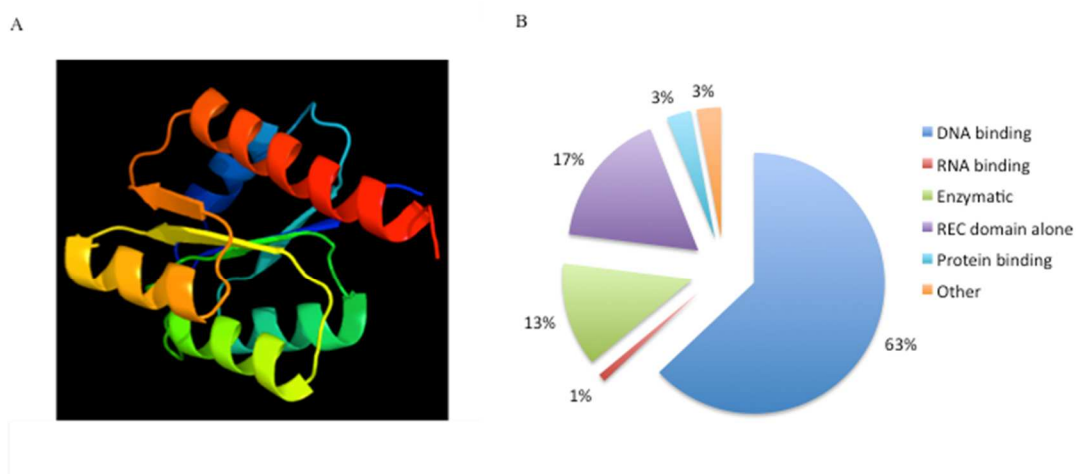 A
B
3%
3%
17%
13%
1%
63%
DNA binding
RNA binding
Enzymatic
REC domain alone
Protein binding
Other